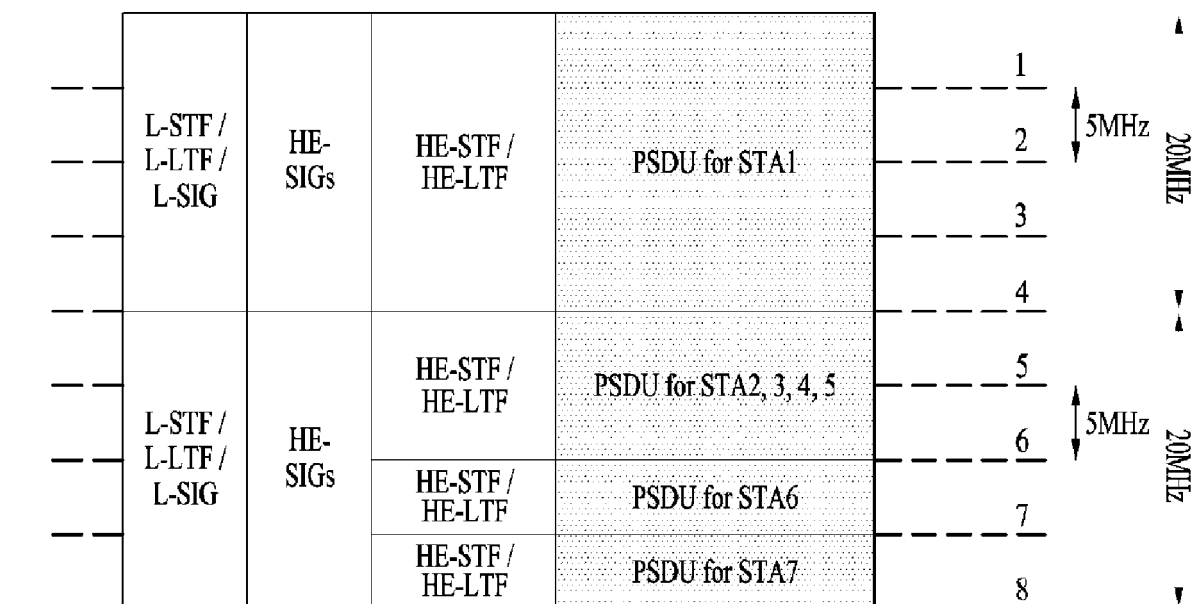 L-STF /
L-LTF /
L-SIG
HE-
SIGs
HE-STF /
HE-LTF
PSDU for STA1
1
2
3
4
5MHz
20MHz
L-STF /
L-LTF /
L-SIG
HE-
SIGs
HE-STF /
HE-LTF
PSDU for STA2, 3, 4, 5
HE-STF /
HE-LTF
PSDU for STA6
HE-STF /
HE-LTF
PSDU for STA7
5
6
7
8
5MHz
20MHz